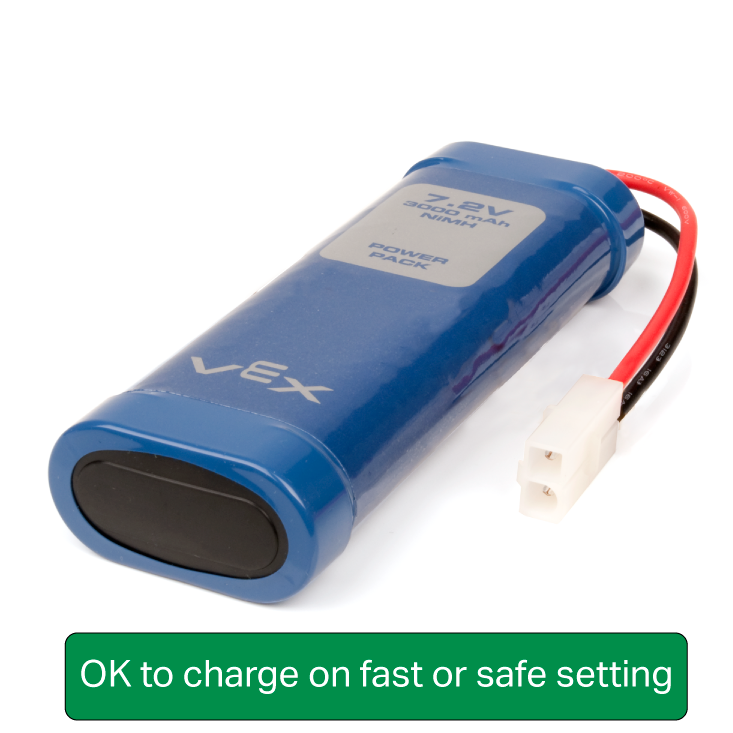 7.2V
3000 mAh
NiMH
POWER
PACK
VEX
OK to charge on fast or safe setting